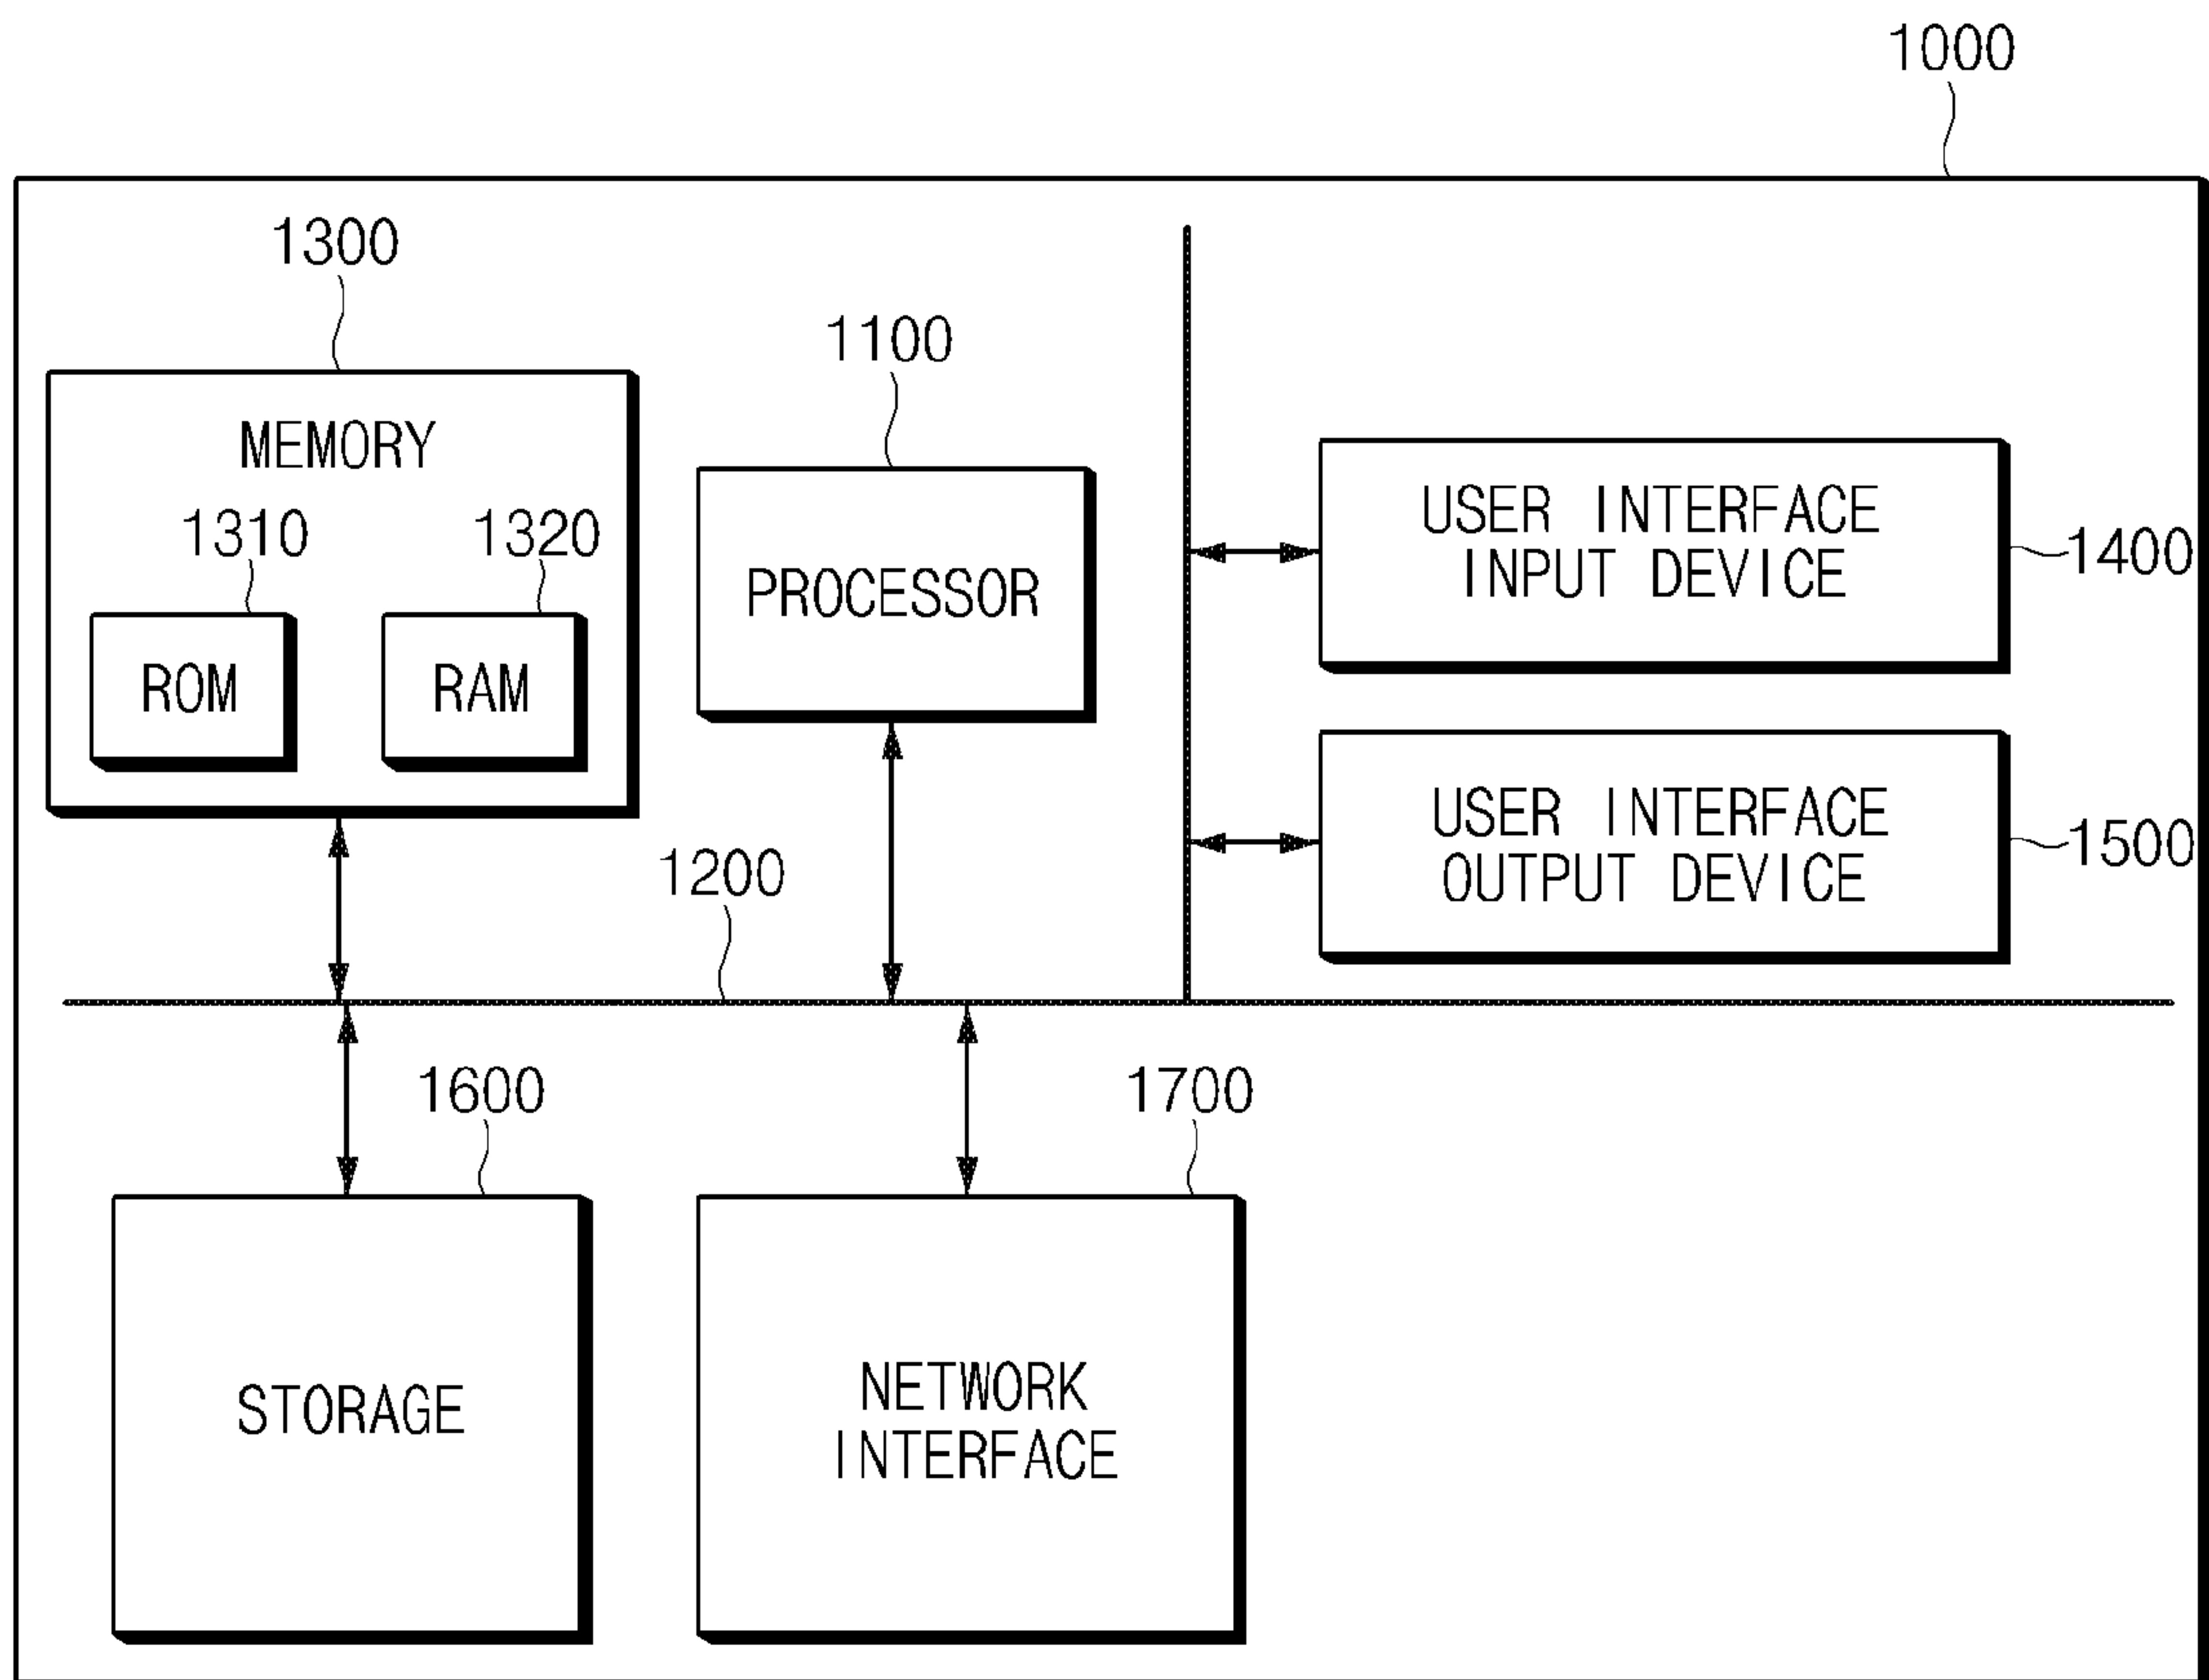 1000
1300
1100
MEMORY
1310
1320
ROM
RAM
PROCESSOR
USER INTERFACE
INPUT DEVICE
1400
USER INTERFACE
OUTPUT DEVICE
1500
1200
1600
1700
STORAGE
NETWORK
INTERFACE